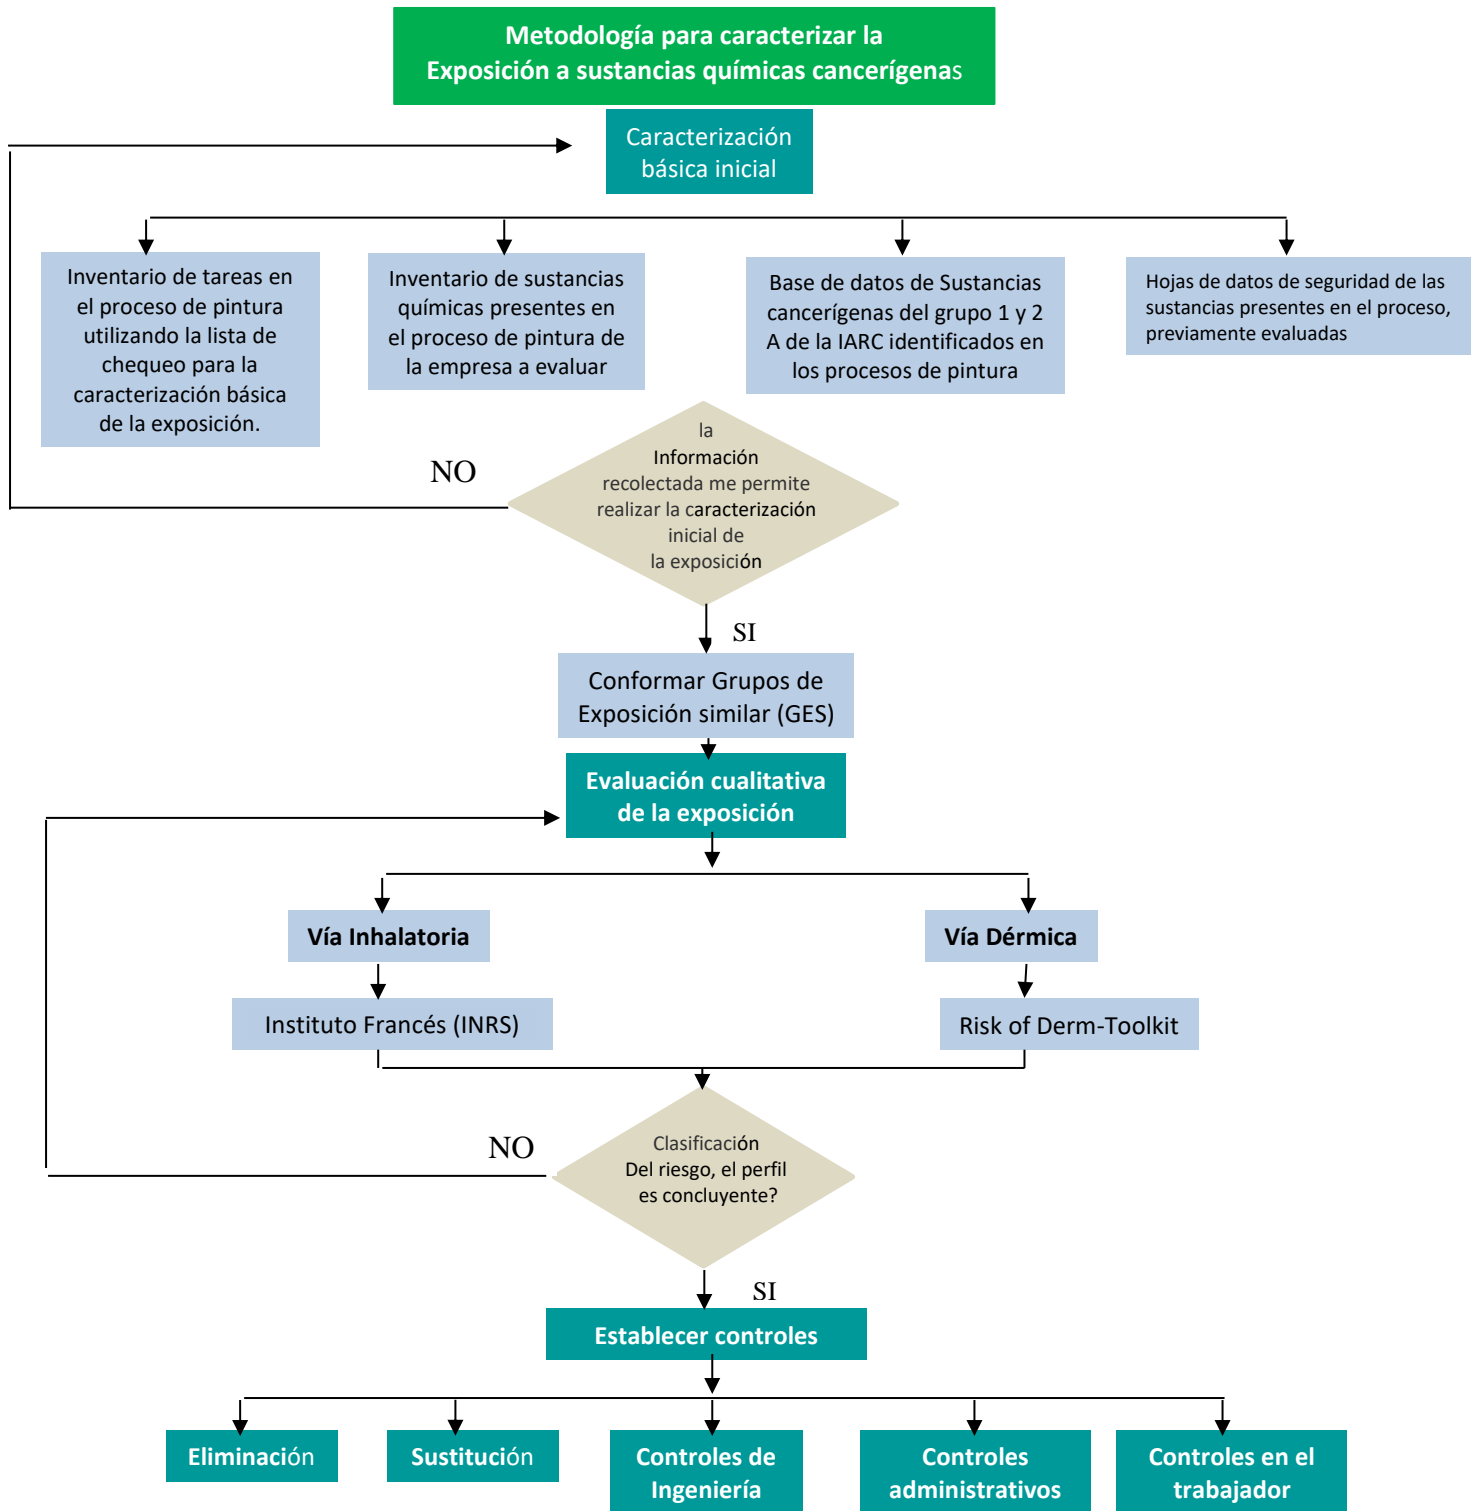 Metodología para caracterizar la
Exposición a sustancias químicas cancerígenas
Caracterización
básica inicial
Inventario de tareas en
el proceso de pintura
utilizando la lista de
chequeo para la
caracterización básica
de la exposición.
Inventario de sustancias
químicas presentes en
el proceso de pintura de
la empresa a evaluar
Base de datos de Sustancias
cancerígenas del grupo 1 y 2
A de la IARC identificados en
los procesos de pintura
Hojas de datos de seguridad de las
sustancias presentes en el proceso,
previamente evaluadas
la
Información
recolectada me permite
realizar la caracterización
inicial de
la exposición
NO
SI
Conformar Grupos de
Exposición similar (GES)
Evaluación cualitativa
de la exposición
Vía Inhalatoria
Vía Dérmica
Instituto Francés (INRS)
Risk of Derm-Toolkit
NO
Clasificación
Del riesgo, el perfil
es concluyente?
SI
Establecer controles
Eliminación
Sustitución
Controles de
Ingeniería
Controles
administrativos
Controles en el
trabajador